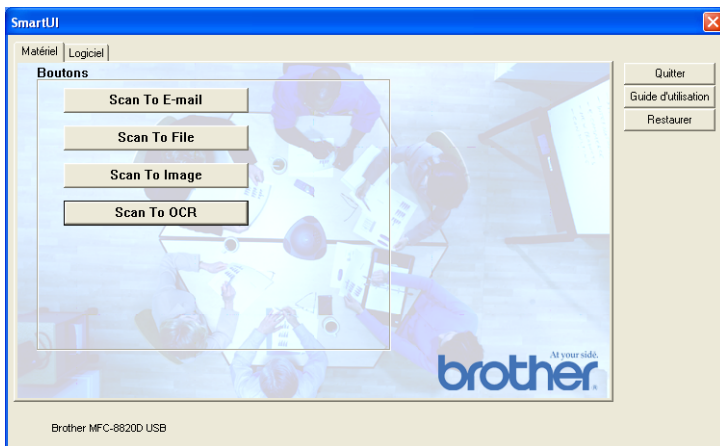 SmartUI
Matériel
Logiciel
Boutons
Scan To E-mail
Scan To File
Scan To Image
Scan To OCR
Quitter
Guide d'utilisation
Restaurer
At your side.
brother
Brother MFC-8820D USB